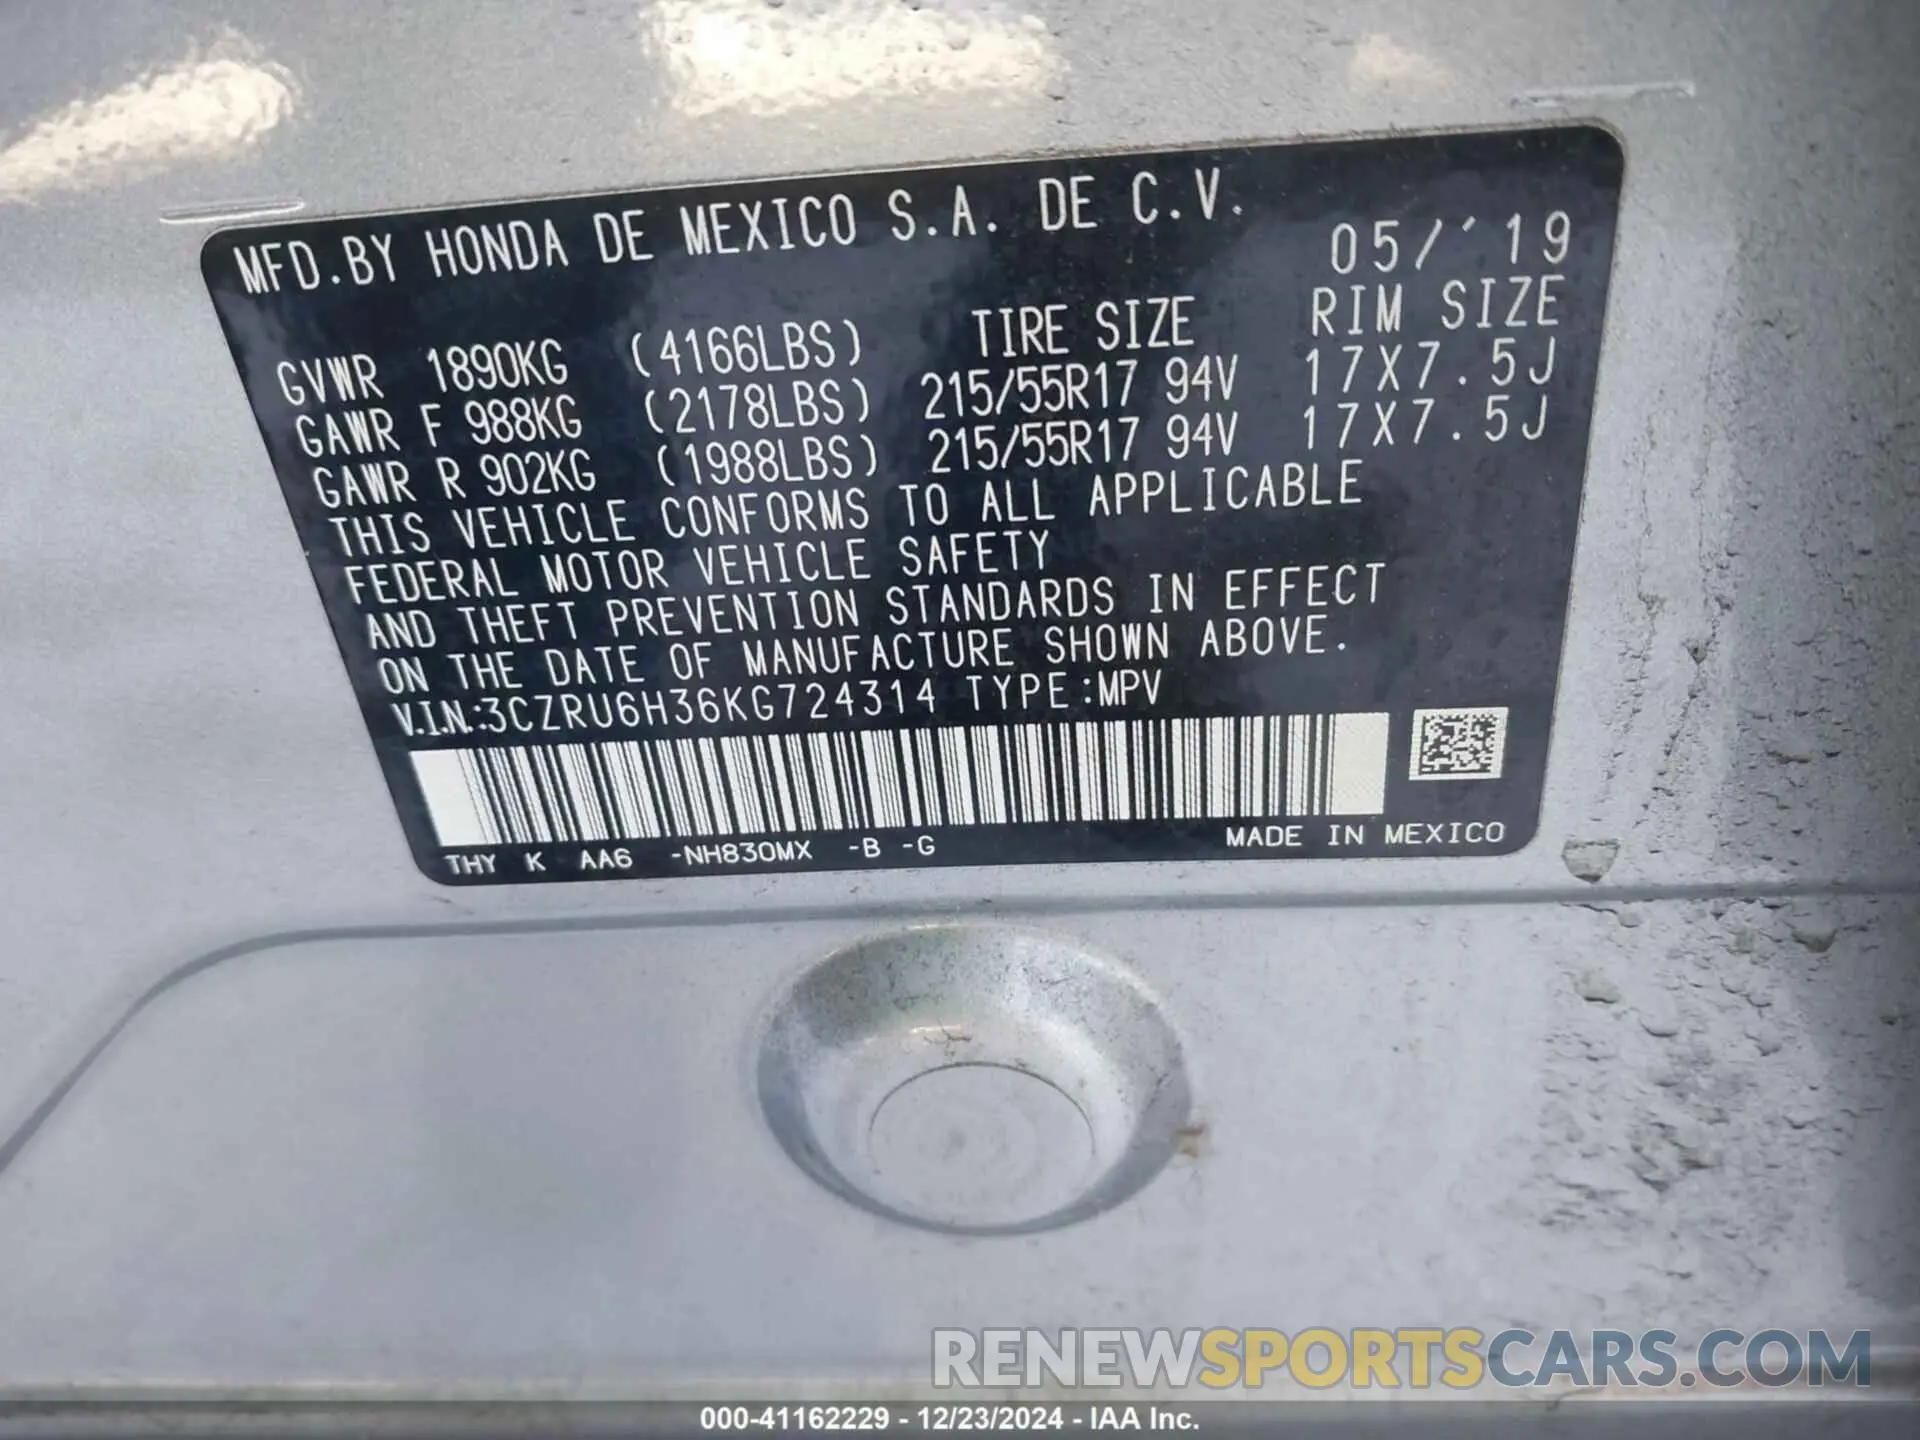 MFD.BY HONDA DE MEXICO S.A. DE C.V.
05/'19
GVWR 1890KG (4166LBS) TIRE SIZE RIM SIZE
GAWR F 988KG (2178LBS) 215/55R17 94V 17X7.5J
GAWR R 902KG (1988LBS) 215/55R17 94V 17X7.5J
THIS VEHICLE CONFORMS TO ALL APPLICABLE
FEDERAL MOTOR VEHICLE SAFETY
AND THEFT PREVENTION STANDARDS IN EFFECT
ON THE DATE OF MANUFACTURE SHOWN ABOVE.
V.I.N.:3CZRU6H36KG724314 TYPE:MPV
THY K AA6 -NH830MX -B -G MADE IN MEXICO
RENEWSPORTSCARS.COM
000-41162229 - 12/23/2024 - IAA Inc.